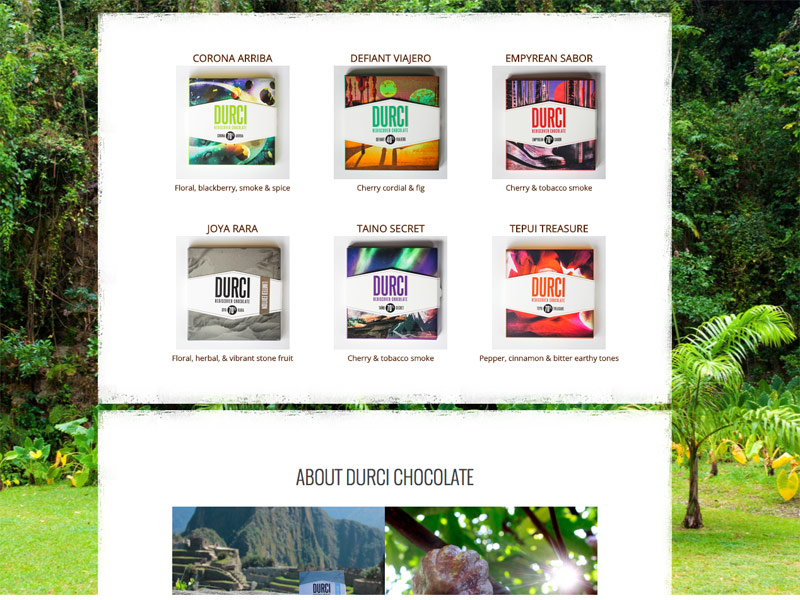 CORONA ARRIBA
DEFIANT VIAJERO
EMPYREAN SABOR
DURCI
REDISCOVER CHOCOLATE
CORONA 70% ARRIBA
DURCI
REDISCOVER CHOCOLATE
DURCI
REDISCOVER CHOCOLATE
EMPYREAN 70% SABOR
Floral, blackberry, smoke & spice
Cherry cordial & fig
Cherry & tobacco smoke
JOYA RARA
TAINO SECRET
TEPUI TREASURE
DURCI
REDISCOVER CHOCOLATE
JOYA 70% RARA
LIMITED EDITION
DURCI
REDISCOVER CHOCOLATE
TAINO 70% SECRET
DURCI
REDISCOVER CHOCOLATE
TEPUI 70% TREASURE
Floral, herbal, & vibrant stone fruit
Cherry & tobacco smoke
Pepper, cinnamon & bitter earthy tones
ABOUT DURCI CHOCOLATE
DURCI